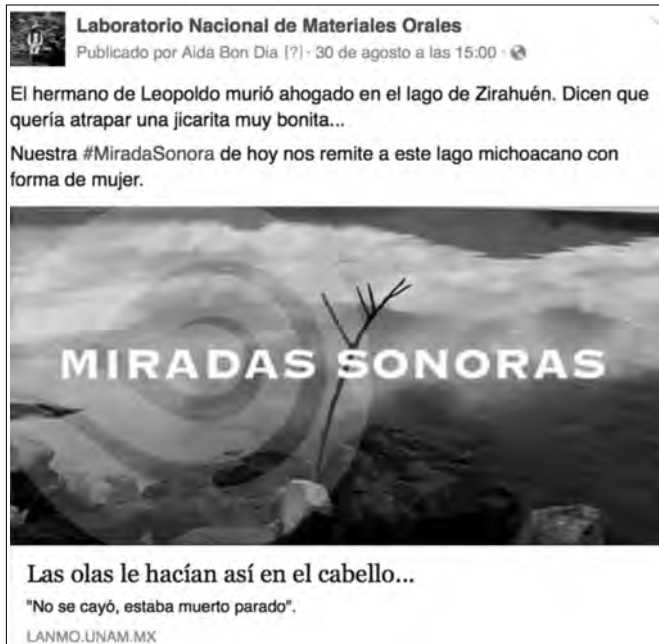 Laboratorio Nacional de Materiales Orales
Publicado por Aida Bon Dia [?] · 30 de agosto a las 15:00 ·
El hermano de Leopoldo murió ahogado en el lago de Zirahuén. Dicen que
quería atrapar una jicarita muy bonita...
Nuestra #MiradaSonora de hoy nos remite a este lago michoacano con
forma de mujer.
MIRADAS SONORAS
Las olas le hacían así en el cabello...
"No se cayó, estaba muerto parado".
LANMO.UNAM.MX